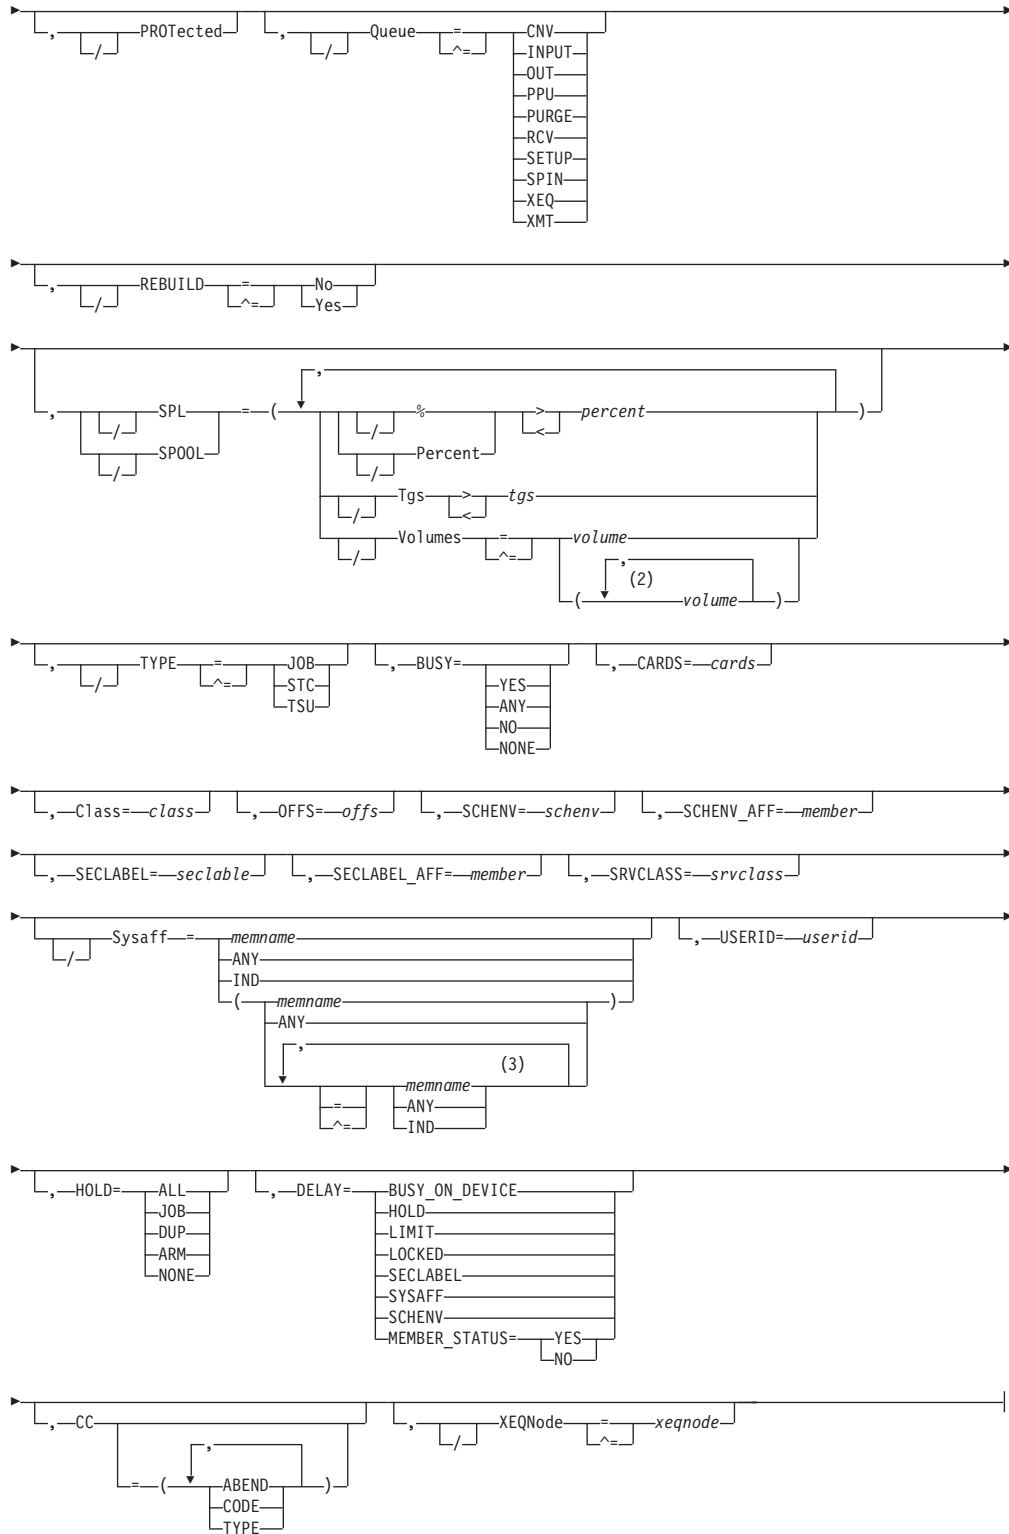 , / PROTected , / Queue = CNV
^= INPUT
OUT
PPU
PURGE
RCV
SETUP
SPIN
XEQ
XMT
, / REBUILD = No
^= Yes
,
, / SPL = ( / % > percent )
/ SPOOL / Percent <
/ Tgs > tgs
<
/ Volumes = volume
^= ,
(2)
( volume )
, / TYPE = JOB , BUSY= , CARDS= cards
^= STC YES
TSU ANY
NO
NONE
, Class= class , OFFS= offs , SCHENV= schenv , SCHENV_AFF= member
, SECLABEL= seclable , SECLABEL_AFF= member , SRVCLASS= srvclass
/ Sysaff = memname , USERID= userid
ANY
IND
( memname )
ANY
,
(3)
memname
= ANY
^= IND
, HOLD= ALL , DELAY= BUSY_ON_DEVICE
JOB HOLD
DUP LIMIT
ARM LOCKED
NONE SECLABEL
SYSAFF
SCHENV
MEMBER_STATUS= YES
NO
, CC , / XEQNode = xeqnode
, ^=
= ( ABEND )
CODE
TYPE